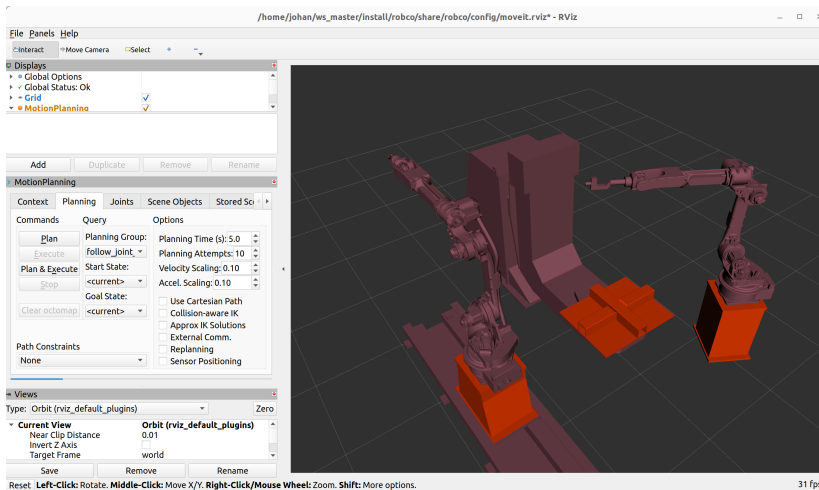 /home/johan/ws_master/install/robco/share/robco/config/moveit.rviz* - RViz
File Panels Help
Interact Move Camera Select
Displays
Global Options
Global Status: Ok
Grid
MotionPlanning
Add Duplicate Remove Rename
MotionPlanning
Context Planning Joints Scene Objects Stored Sc
Commands Query Options
Plan Planning Group: Planning Time (s): 5.0
Execute follow_joint_ Planning Attempts: 10
Plan & Execute Start State: Velocity Scaling: 0.10
Stop <current> Accel. Scaling: 0.10
Goal State: Use Cartesian Path
Clear octomap <current> Collision-aware IK
Approx IK Solutions
External Comm.
Path Constraints Replanning
None Sensor Positioning
Views
Type: Orbit (rviz_default_plugins) Zero
Current View Orbit (rviz_default_plugins)
Near Clip Distance 0.01
Invert Z Axis
Target Frame world
Save Remove Rename
Reset Left-Click: Rotate. Middle-Click: Move X/Y. Right-Click/Mouse Wheel: Zoom. Shift: More options. 31 fps